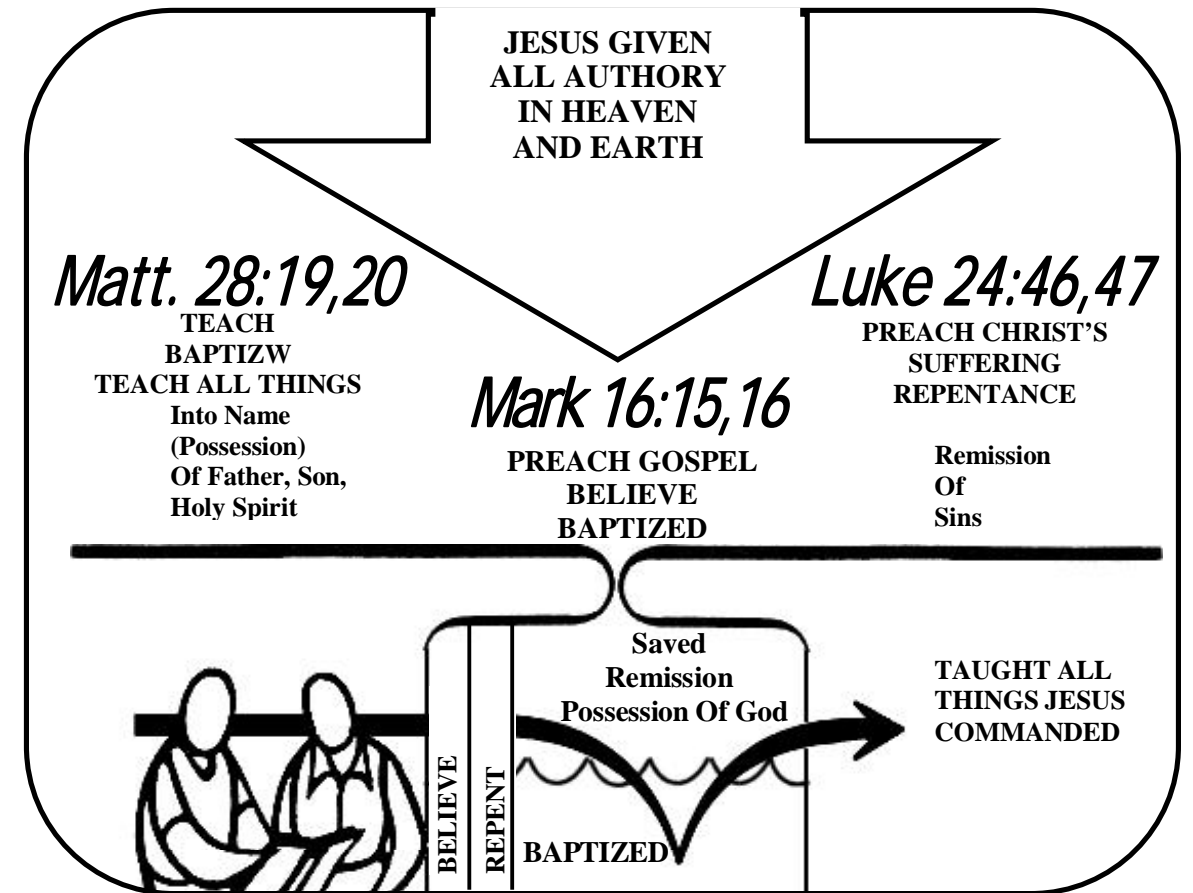 JESUS GIVEN
ALL AUTHORY
IN HEAVEN
AND EARTH
Matt. 28:19,20
TEACH
BAPTIZW
TEACH ALL THINGS
Into Name
(Possession)
Of Father, Son,
Holy Spirit
Mark 16:15,16
PREACH GOSPEL
BELIEVE
BAPTIZED
Luke 24:46,47
PREACH CHRIST'S
SUFFERING
REPENTANCE
Remission
Of
Sins
BELIEVE
REPENT
Saved
Remission
Possession Of God
BAPTIZED
TAUGHT ALL
THINGS JESUS
COMMANDED